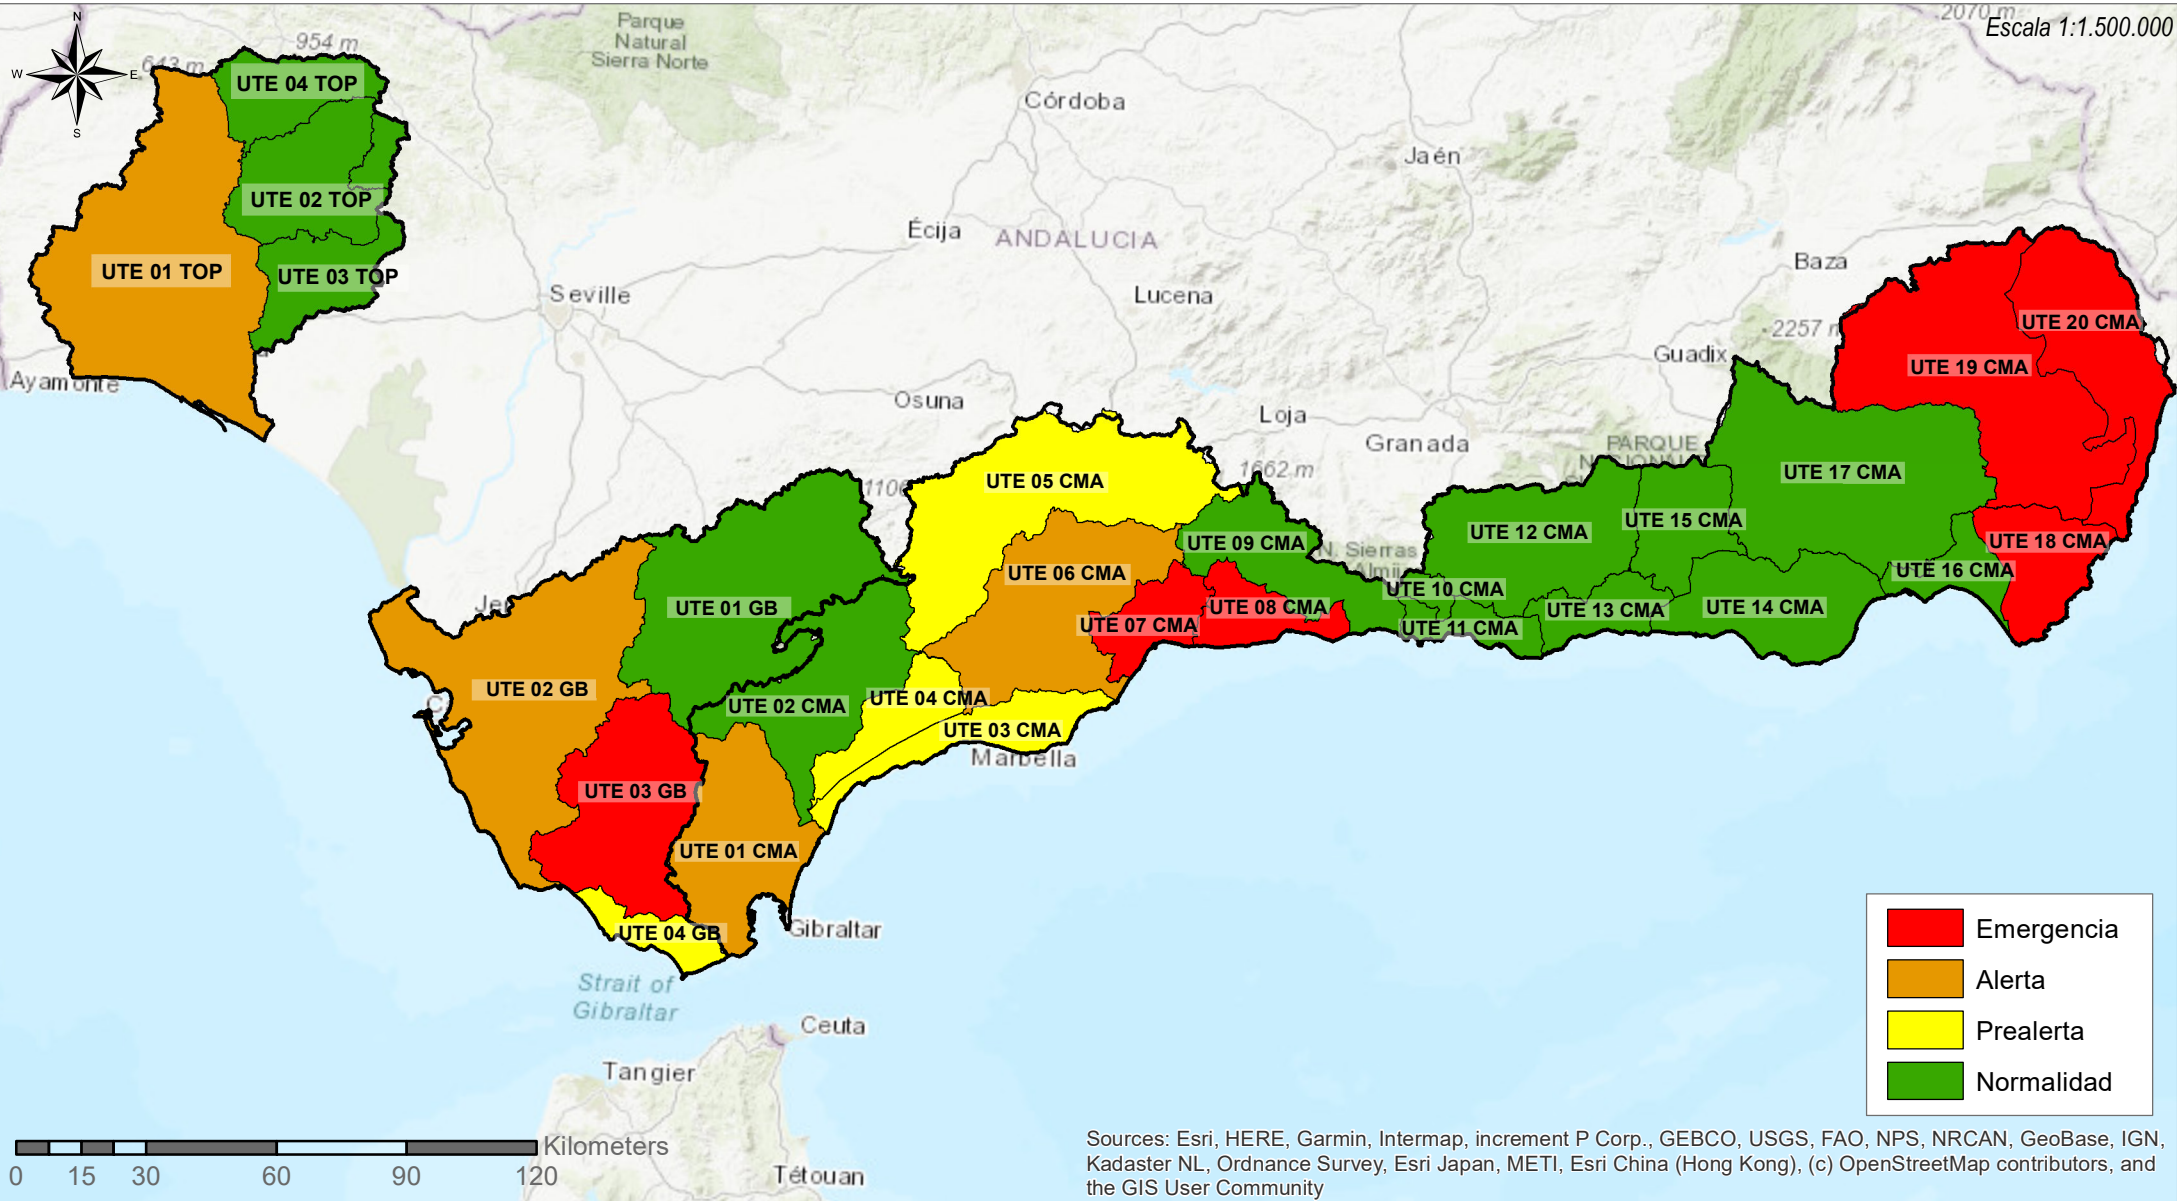 Escala 1:1.500.000
2070 m
N
W
E
S
954 m
643 m
Parque
Natural
Sierra Norte
Córdoba
Jaén
Écija
ANDALUCIA
Baza
Seville
Lucena
2257 m
Guadix
Ayamonte
Osuna
Loja
Granada
PARQUE
1662 m
1106
N. Sierras
UTE 04 TOP
UTE 02 TOP
UTE 01 TOP
UTE 03 TOP
UTE 20 CMA
UTE 19 CMA
UTE 17 CMA
UTE 05 CMA
UTE 15 CMA
UTE 12 CMA
UTE 18 CMA
UTE 09 CMA
UTE 06 CMA
UTE 16 CMA
UTE 10 CMA
UTE 01 GB
UTE 08 CMA
UTE 13 CMA
UTE 14 CMA
UTE 07 CMA
UTE 11 CMA
UTE 02 GB
UTE 04 CMA
UTE 02 CMA
UTE 03 CMA
Marbella
UTE 03 GB
UTE 01 CMA
UTE 04 GB
Gibraltar
Strait of
Gibraltar
Ceuta
Tangier
Tétouan
Emergencia
Alerta
Prealerta
Normalidad
Kilometers
0 15 30 60 90 120
Sources: Esri, HERE, Garmin, Intermap, increment P Corp., GEBCO, USGS, FAO, NPS, NRCAN, GeoBase, IGN,
Kadaster NL, Ordnance Survey, Esri Japan, METI, Esri China (Hong Kong), (c) OpenStreetMap contributors, and
the GIS User Community